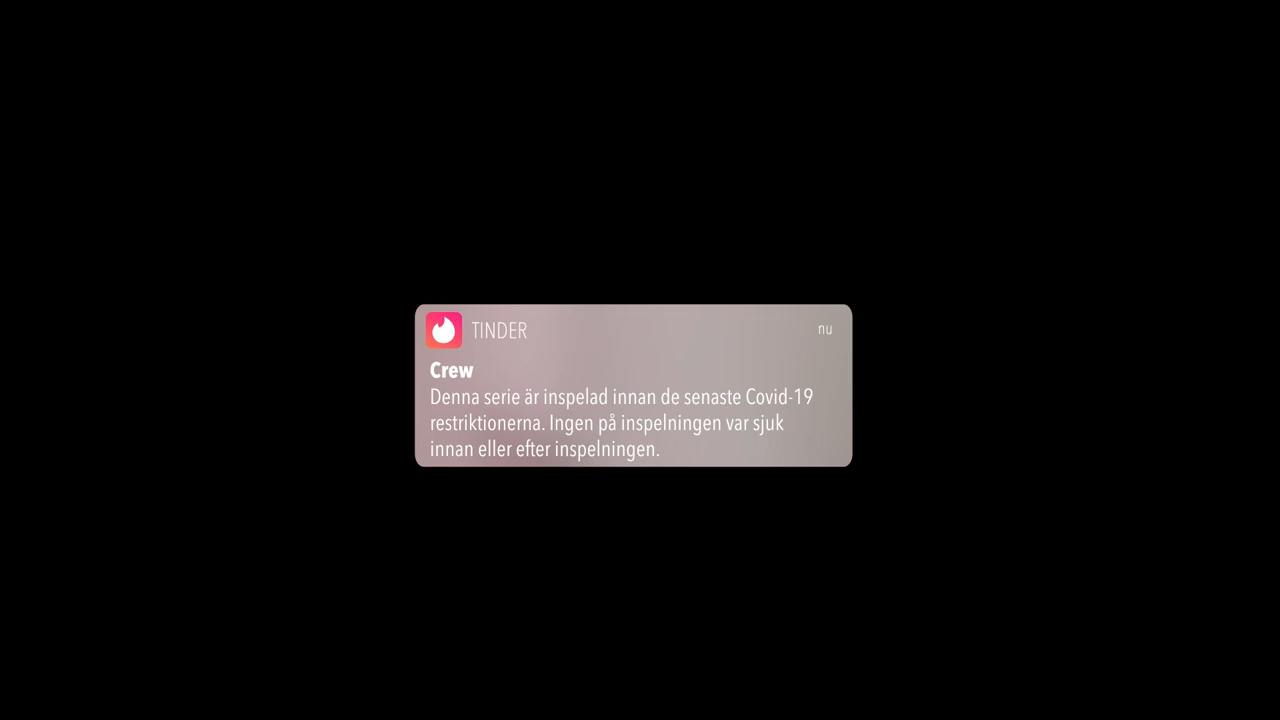 TINDER nu
Crew
Denna serie är inspelad innan de senaste Covid-19
restriktionerna. Ingen på inspelningen var sjuk
innan eller efter inspelningen.